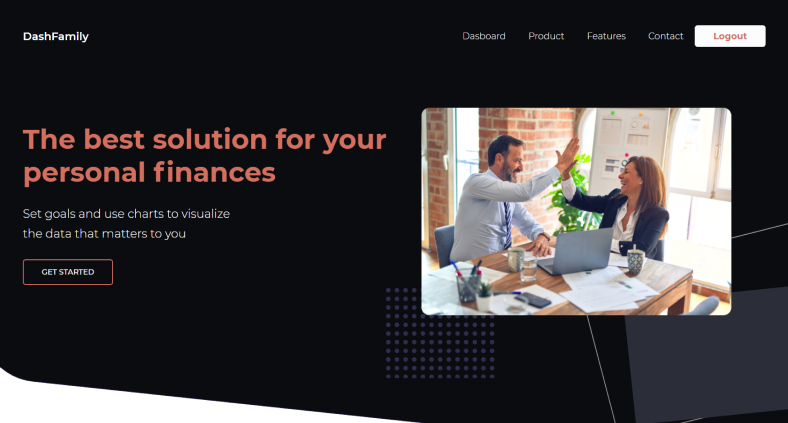 DashFamily
Dasboard
Product
Features
Contact
Logout
The best solution for your
personal finances
Set goals and use charts to visualize
the data that matters to you
GET STARTED